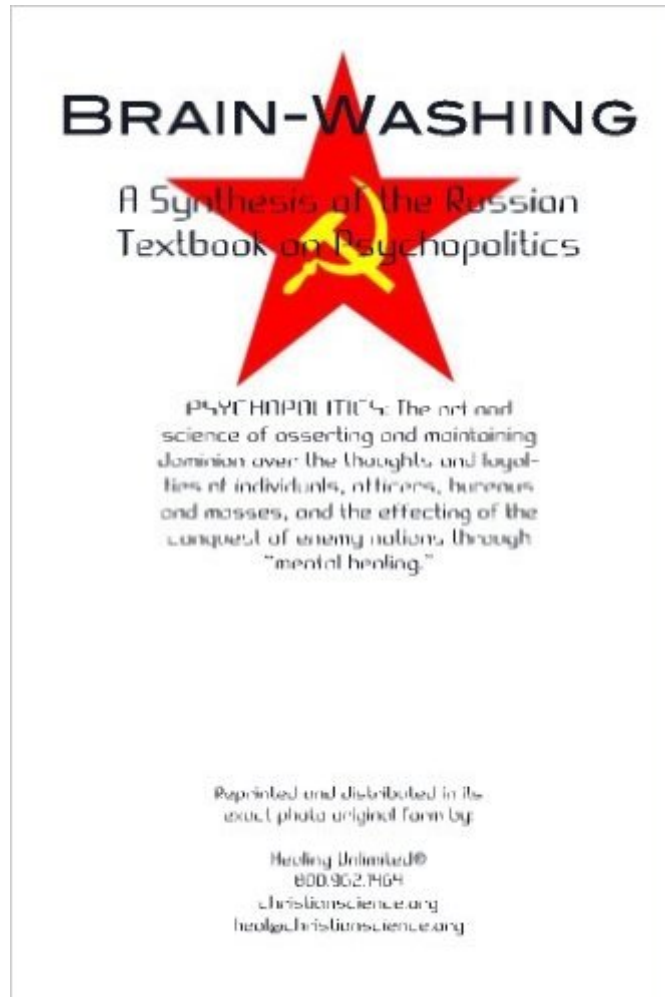 BRAIN-WASHING
A Synthesis of the Russian
Textbook on Psychopolitics
PSYCHOPOLITICS: The art and
science of asserting and maintaining
dominion over the thoughts and loyal-
ties of individuals, officers, bureaus
and masses, and the effecting of the
conquest of enemy nations through
"mental healing."
Reprinted and distributed in its
exact photo original form by:
Healing Unlimited®
800.962.1464
christianscience.org
heal@christianscience.org